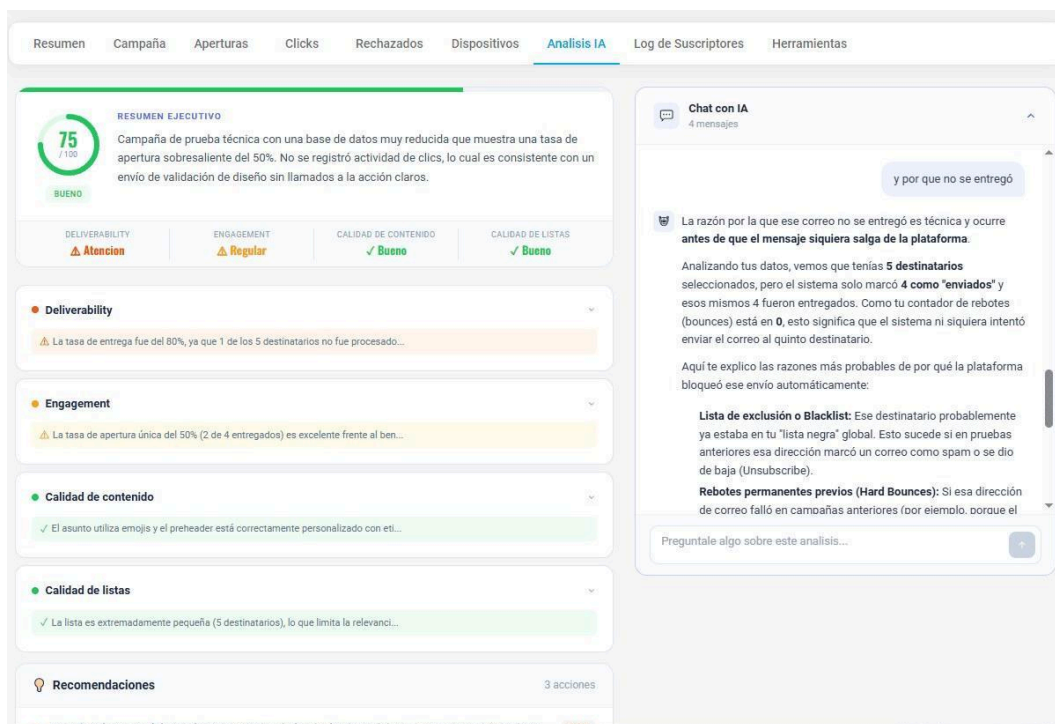 Resumen Campaña Aperturas Clicks Rechazados Dispositivos Analisis IA Log de Suscriptores Herramientas
75
/ 100
BUENO
RESUMEN EJECUTIVO
Campaña de prueba técnica con una base de datos muy reducida que muestra una tasa de
apertura sobresaliente del 50%. No se registró actividad de clics, lo cual es consistente con un
envío de validación de diseño sin llamados a la acción claros.
DELIVERABILITY
⚠ Atencion
ENGAGEMENT
⚠ Regular
CALIDAD DE CONTENIDO
✓ Bueno
CALIDAD DE LISTAS
✓ Bueno
Deliverability
⚠ La tasa de entrega fue del 80%, ya que 1 de los 5 destinatarios no fue procesado...
Engagement
⚠ La tasa de apertura única del 50% (2 de 4 entregados) es excelente frente al ben...
Calidad de contenido
✓ El asunto utiliza emojis y el preheader está correctamente personalizado con eti...
Calidad de listas
✓ La lista es extremadamente pequeña (5 destinatarios), lo que limita la relevanci...
Recomendaciones
3 acciones
Chat con IA
4 mensajes
y por que no se entregó
La razón por la que ese correo no se entregó es técnica y ocurre
antes de que el mensaje siquiera salga de la plataforma.
Analizando tus datos, vemos que tenías 5 destinatarios
seleccionados, pero el sistema solo marcó 4 como "enviados" y
esos mismos 4 fueron entregados. Como tu contador de rebotes
(bounces) está en 0, esto significa que el sistema ni siquiera intentó
enviar el correo al quinto destinatario.
Aquí te explico las razones más probables de por qué la plataforma
bloqueó ese envío automáticamente:
Lista de exclusión o Blacklist: Ese destinatario probablemente
ya estaba en tu "lista negra" global. Esto sucede si en pruebas
anteriores esa dirección marcó un correo como spam o se dio
de baja (Unsubscribe).
Rebotes permanentes previos (Hard Bounces): Si esa dirección
de correo falló en campañas anteriores (por ejemplo, porque el
Preguntale algo sobre este analisis...